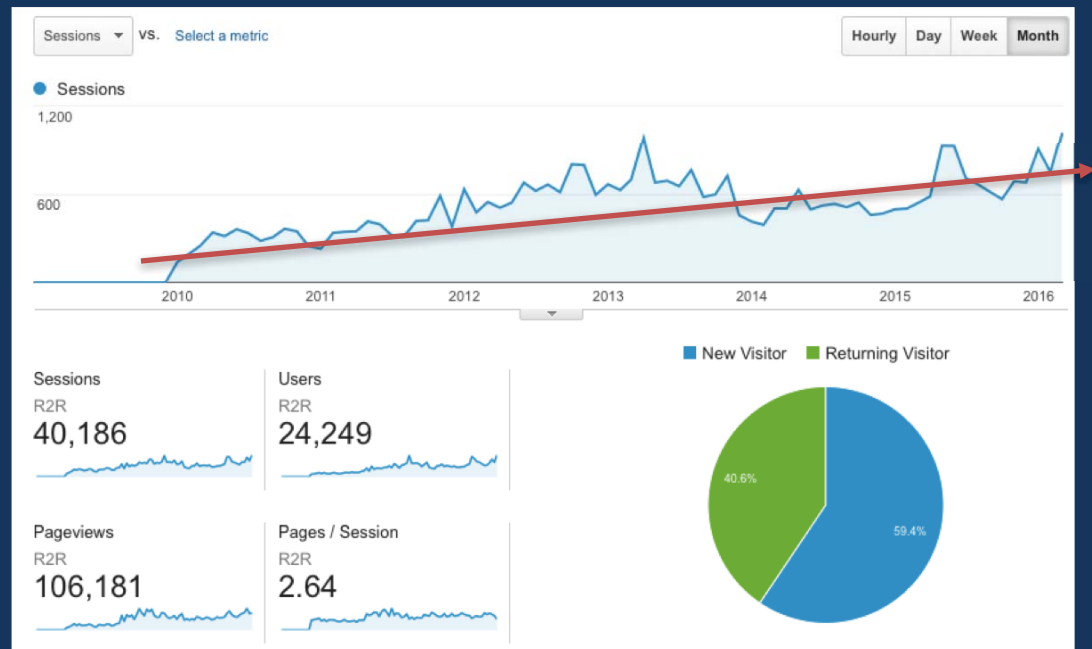 Sessions VS. Select a metric Hourly Day Week Month
Sessions
1,200
600
2010 2011 2012 2013 2014 2015 2016
New Visitor Returning Visitor
Sessions
R2R
40,186
Users
R2R
24,249
Pageviews
R2R
106,181
Pages / Session
R2R
2.64
40.6%
59.4%